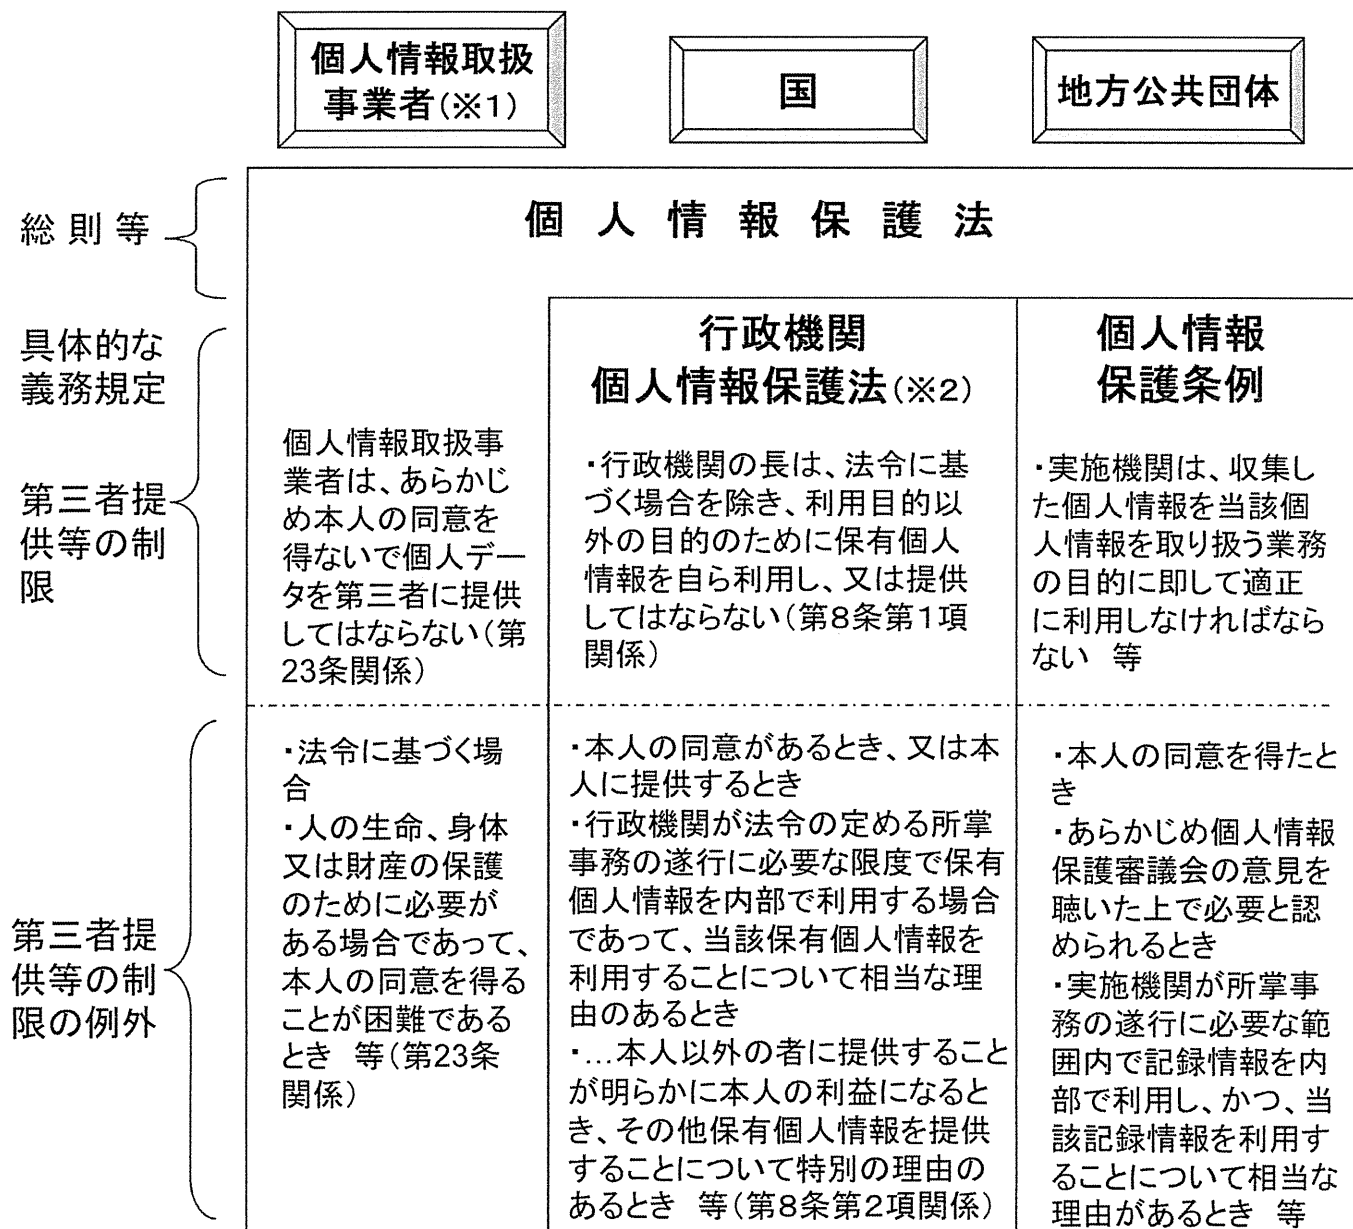 個人情報取扱
事業者(※1)
国
地方公共団体
総則等
個人情報保護法
具体的な
義務規定
行政機関
個人情報保護法(※2)
個人情報
保護条例
第三者提
供等の制
限
個人情報取扱事
業者は、あらかじ
め本人の同意を
得ないで個人デー
タを第三者に提供
してはならない(第
23条関係)
・行政機関の長は、法令に基
づく場合を除き、利用目的以
外の目的のために保有個人
情報を自ら利用し、又は提供
してはならない(第8条第1項
関係)
・実施機関は、収集し
た個人情報を当該個
人情報を取り扱う業務
の目的に即して適正
に利用しなければなら
ない 等
第三者提
供等の制
限の例外
・法令に基づく場
合
・人の生命、身体
又は財産の保護
のために必要が
ある場合であって、
本人の同意を得る
ことが困難である
とき 等(第23条
関係)
・本人の同意があるとき、又は本
人に提供するとき
・行政機関が法令の定める所掌
事務の遂行に必要な限度で保有
個人情報を内部で利用する場合
であって、当該保有個人情報を
利用することについて相当な理
由のあるとき
・…本人以外の者に提供すること
が明らかに本人の利益になると
き、その他保有個人情報を提供
することについて特別の理由の
あるとき 等(第8条第2項関係)
・本人の同意を得たと
き
・あらかじめ個人情報
保護審議会の意見を
聴いた上で必要と認
められるとき
・実施機関が所掌事
務の遂行に必要な範
囲内で記録情報を内
部で利用し、かつ、当
該記録情報を利用す
ることについて相当な
理由があるとき 等